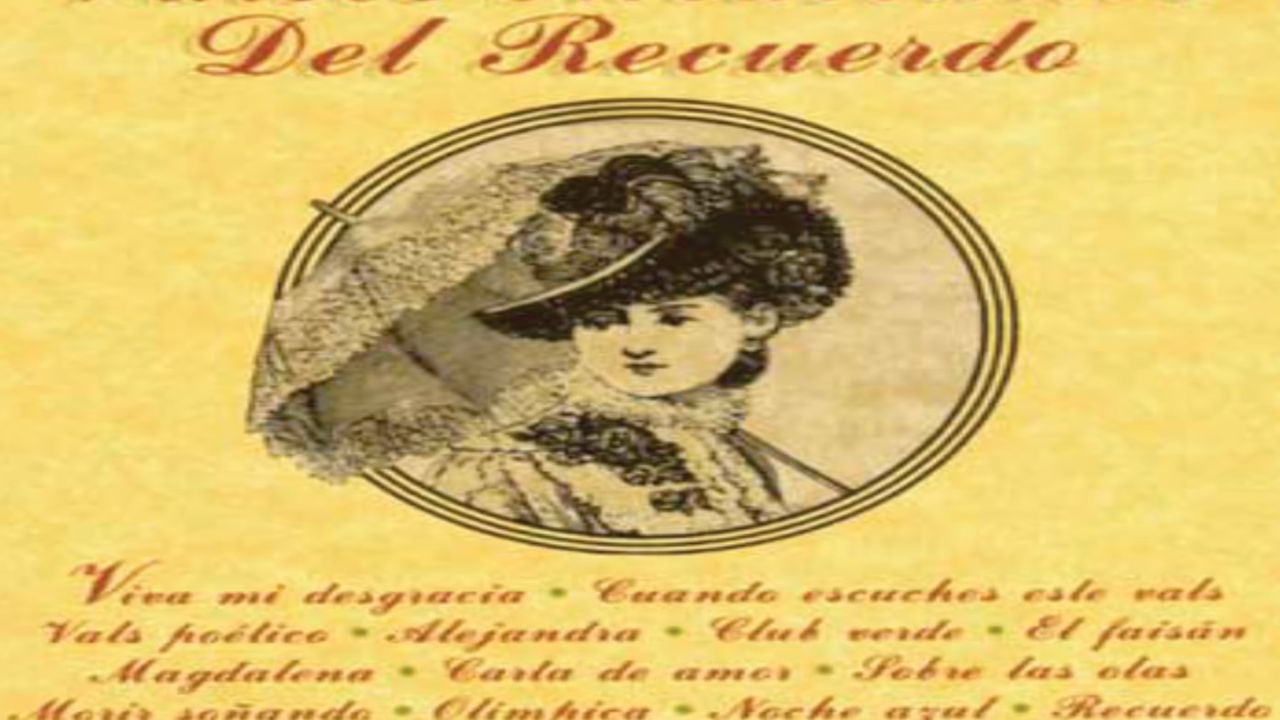 Del Recuerdo
Viva mi desgracia • Cuando escuches este vals
Vals poético • Alejandra • Club verde • El faisán
Magdalena • Carta de amor • Sobre las olas
Morir soñando • Olímpica • Noche azul • Recuerdo